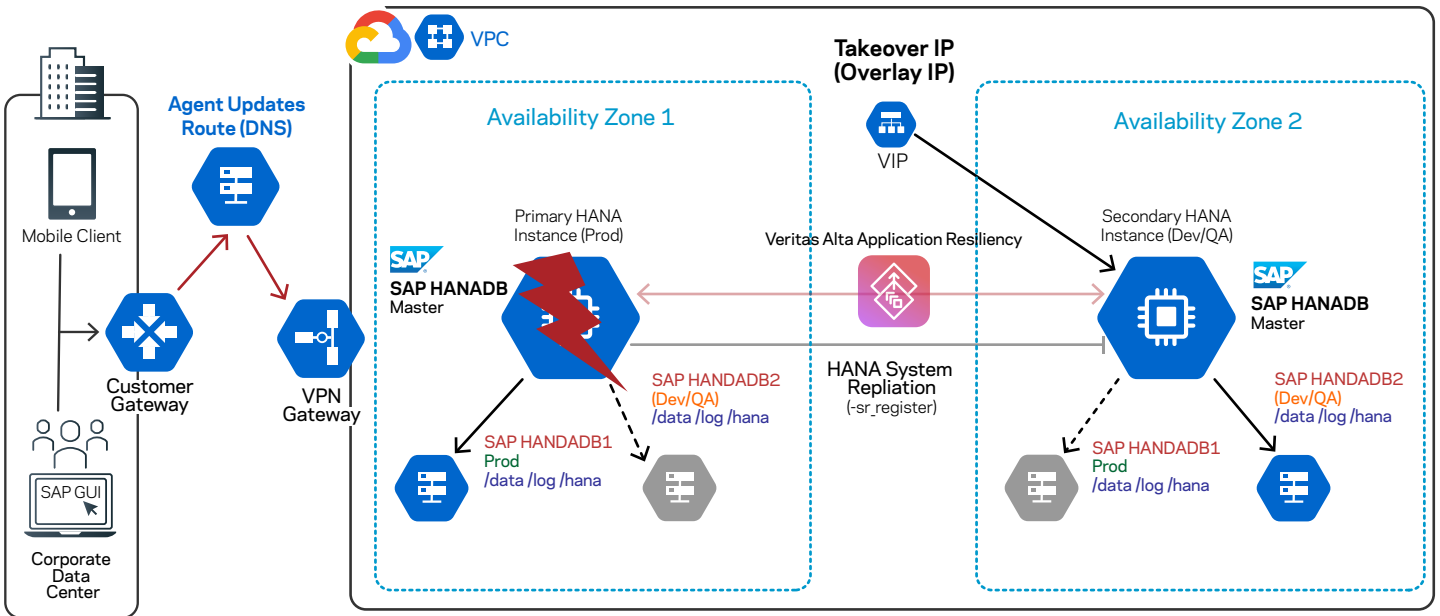 VPC
Takeover IP
(Overlay IP)
Agent Updates
Route (DNS)
Availability Zone 1
Availability Zone 2
VIP
Mobile Client
Primary HANA
Instance (Prod)
Veritas Alta Application Resiliency
Secondary HANA
Instance (Dev/QA)
SAP
SAP HANADB
Master
SAP
SAP HANADB
Master
Customer
Gateway
VPN
Gateway
HANA System
Repliation
(-sr_register)
SAP HANDADB2
(Dev/QA)
/data /log /hana
SAP HANDADB1
Prod
/data /log /hana
SAP HANDADB2
(Dev/QA)
/data /log /hana
SAP HANDADB1
Prod
/data /log /hana
SAP GUI
Corporate
Data
Center